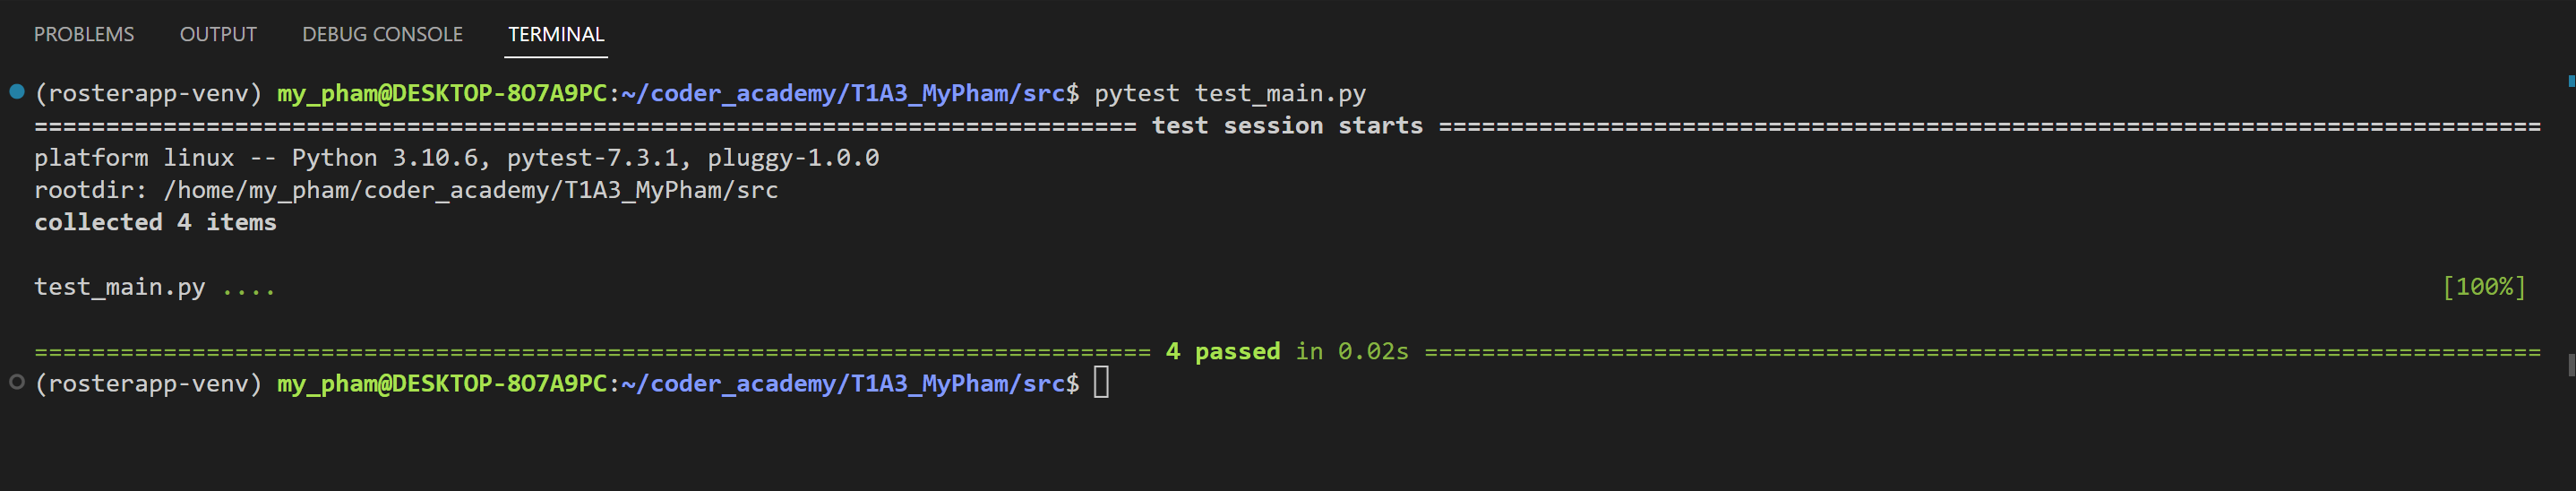 PROBLEMS OUTPUT DEBUG CONSOLE TERMINAL
(rosterapp-venv) my_pham@DESKTOP-8O7A9PC:~/coder_academy/T1A3_MyPham/src$ pytest test_main.py
============================================================================= test session starts =============================================================================
platform linux -- Python 3.10.6, pytest-7.3.1, pluggy-1.0.0
rootdir: /home/my_pham/coder_academy/T1A3_MyPham/src
collected 4 items
test_main.py .... [100%]
============================================================================== 4 passed in 0.02s ==============================================================================
(rosterapp-venv) my_pham@DESKTOP-8O7A9PC:~/coder_academy/T1A3_MyPham/src$